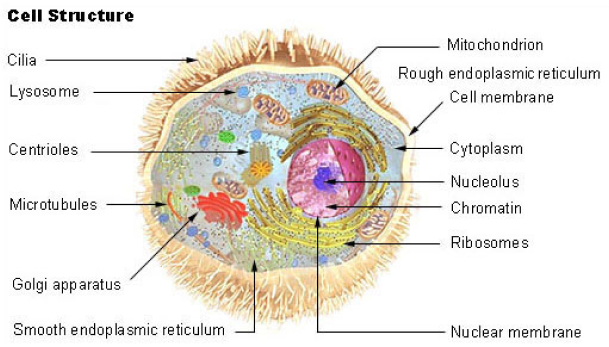 Cell Structure
Cilia
Lysosome
Centrioles
Microtubules
Golgi apparatus
Smooth endoplasmic reticulum
Mitochondrion
Rough endoplasmic reticulum
Cell membrane
Cytoplasm
Nucleolus
Chromatin
Ribosomes
Nuclear membrane